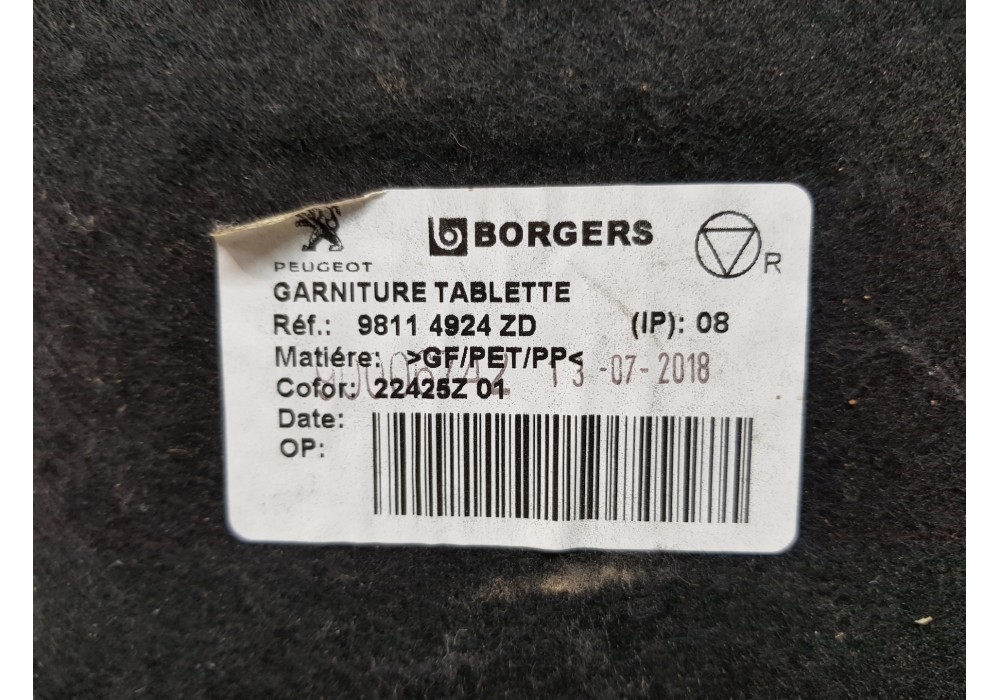 PEUGEOT
BORGERS
R
GARNITURE TABLETTE
Réf.: 9811 4924 ZD (IP): 08
Matiére: >GF/PET/PP<
13-07-2018
Cofor: 22425Z 01
Date:
OP: